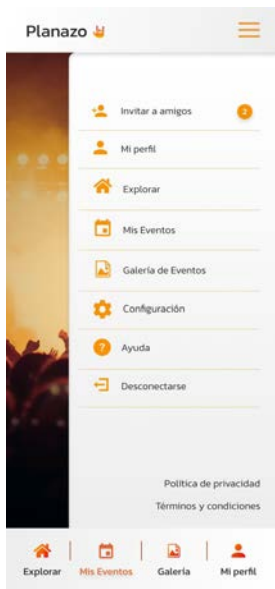 Planazo
Invitar a amigos 2
Mi perfil
Explorar
Mis Eventos
Galería de Eventos
Configuración
? Ayuda
Desconectarse
Política de privacidad
Términos y condiciones
Explorar Mis Eventos Galería Mi perfil